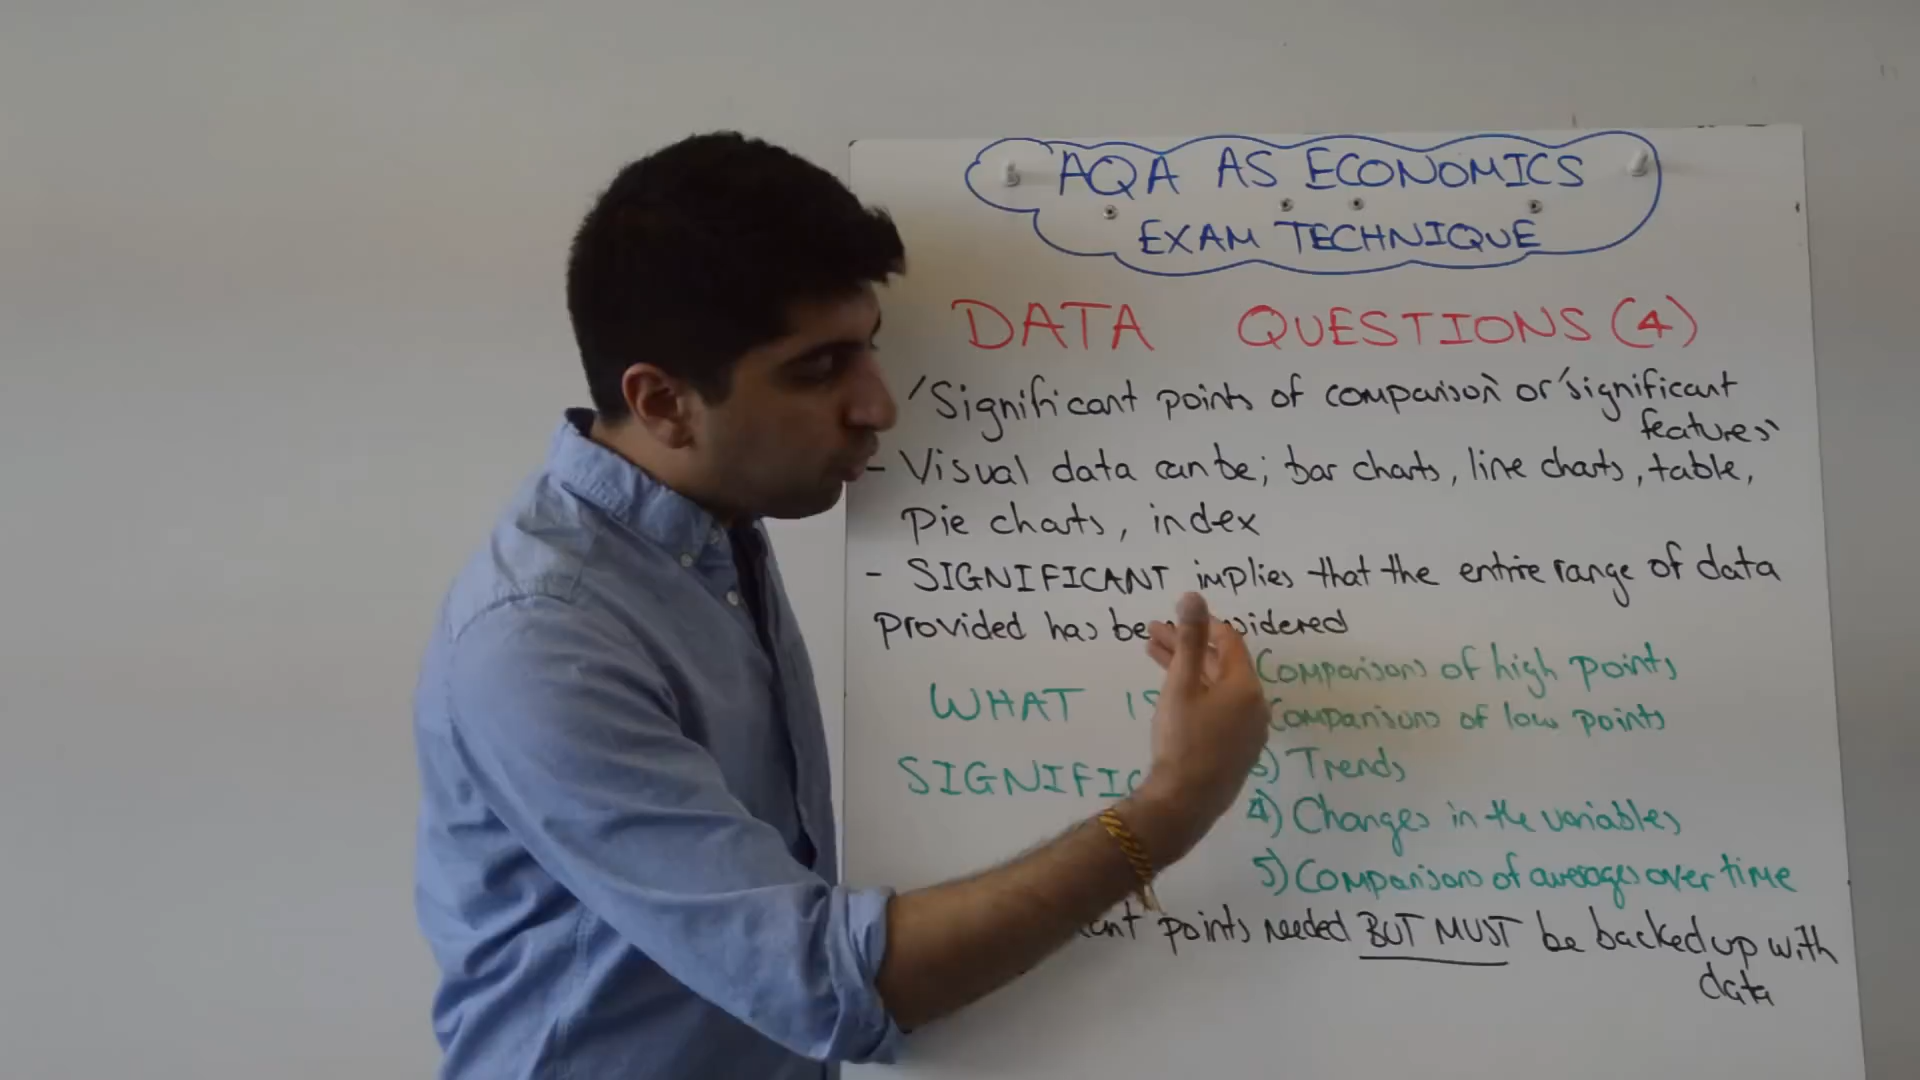 AQA AS ECONOMICS
EXAM TECHNIQUE
DATA QUESTIONS (4)
'Significant points of comparison' or 'significant
features'
- Visual data can be; bar charts, line charts, table,
Pie charts, index
- SIGNIFICANT implies that the entire range of data
provided has
Comparisons of high points
WHAT
Comparisons of low points
3) Trends
4) Changes in the variables
5) Comparisons of averages over time
points needed BUT MUST be backed up with
data